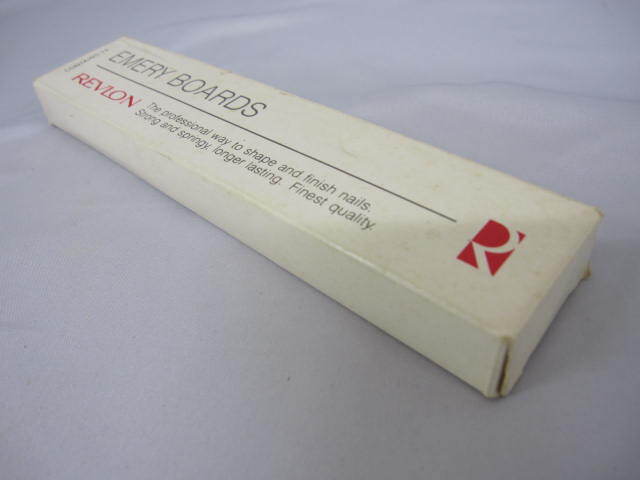 EMERY BOARDS
REVLON
The professional way to shape and finish nails.
Strong and springy, longer lasting. Finest quality.
R